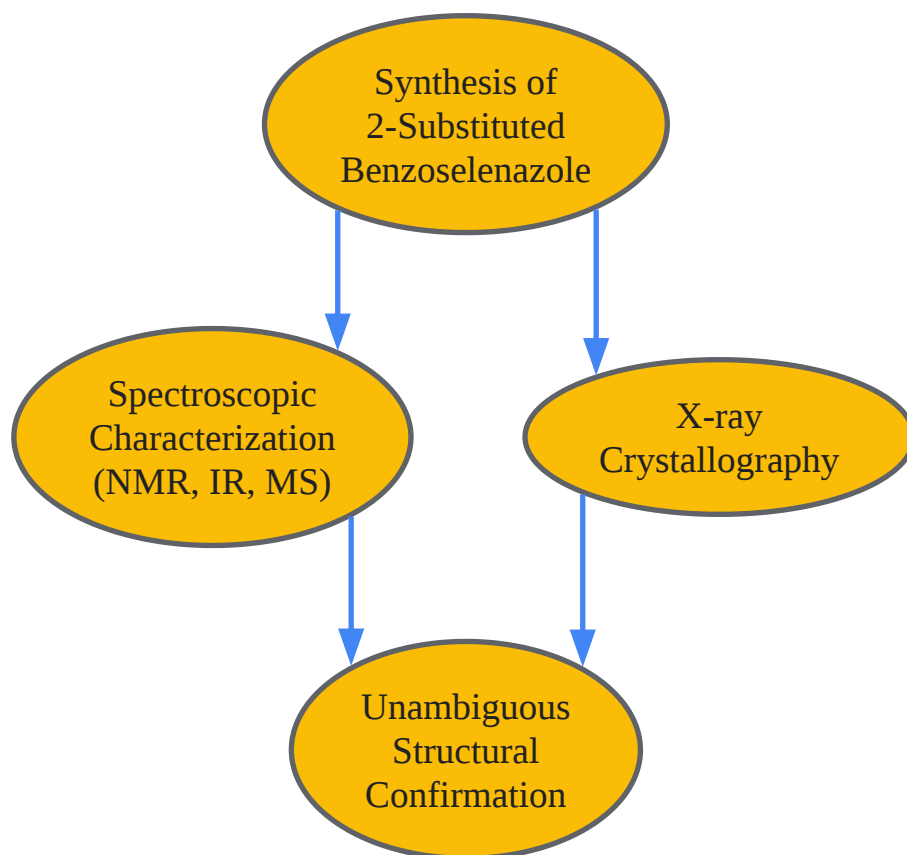 Synthesis of
2-Substituted
Benzoselenazole
Spectroscopic
Characterization
(NMR, IR, MS)
X-ray
Crystallography
Unambiguous
Structural
Confirmation